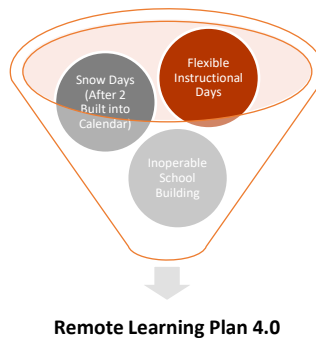 Flexible
Instructional
Days
Snow Days
(After 2
Built into
Calendar)
Inoperable
School
Building
Remote Learning Plan 4.0